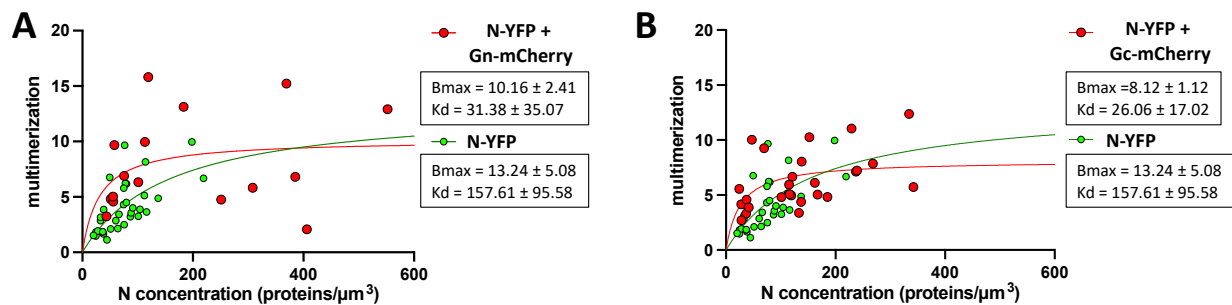 A
N-YFP +
Gn-mCherry
Bmax = 10.16 ± 2.41
Kd = 31.38 ± 35.07
N-YFP
Bmax = 13.24 ± 5.08
Kd = 157.61 ± 95.58
multimerization
20
15
10
5
0
0
200
400
600
N concentration (proteins/µm³)
B
N-YFP +
Gc-mCherry
Bmax =8.12 ± 1.12
Kd = 26.06 ± 17.02
N-YFP
Bmax = 13.24 ± 5.08
Kd = 157.61 ± 95.58
multimerization
20
15
10
5
0
0
200
400
600
N concentration (proteins/µm³)